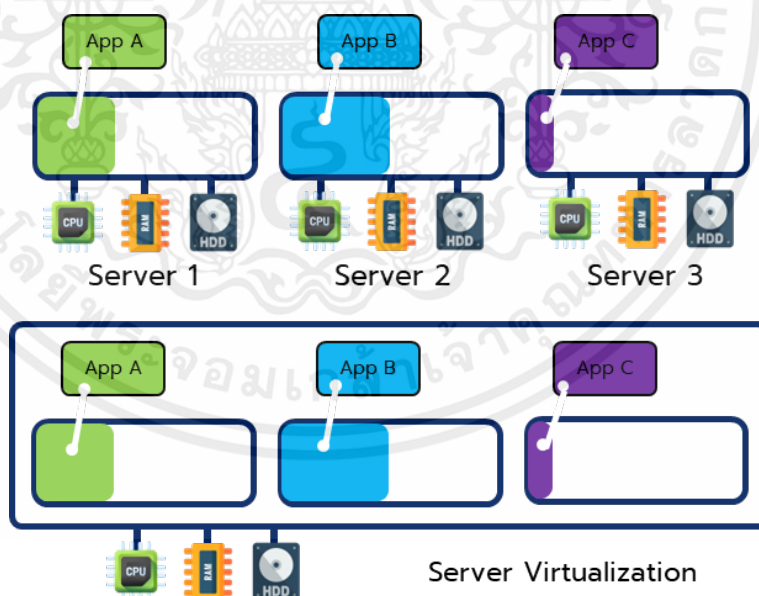 App A
App B
App C
CPU
RAM
HDD
CPU
RAM
HDD
CPU
RAM
HDD
Server 1
Server 2
Server 3
App A
App B
App C
CPU
RAM
HDD
Server Virtualization